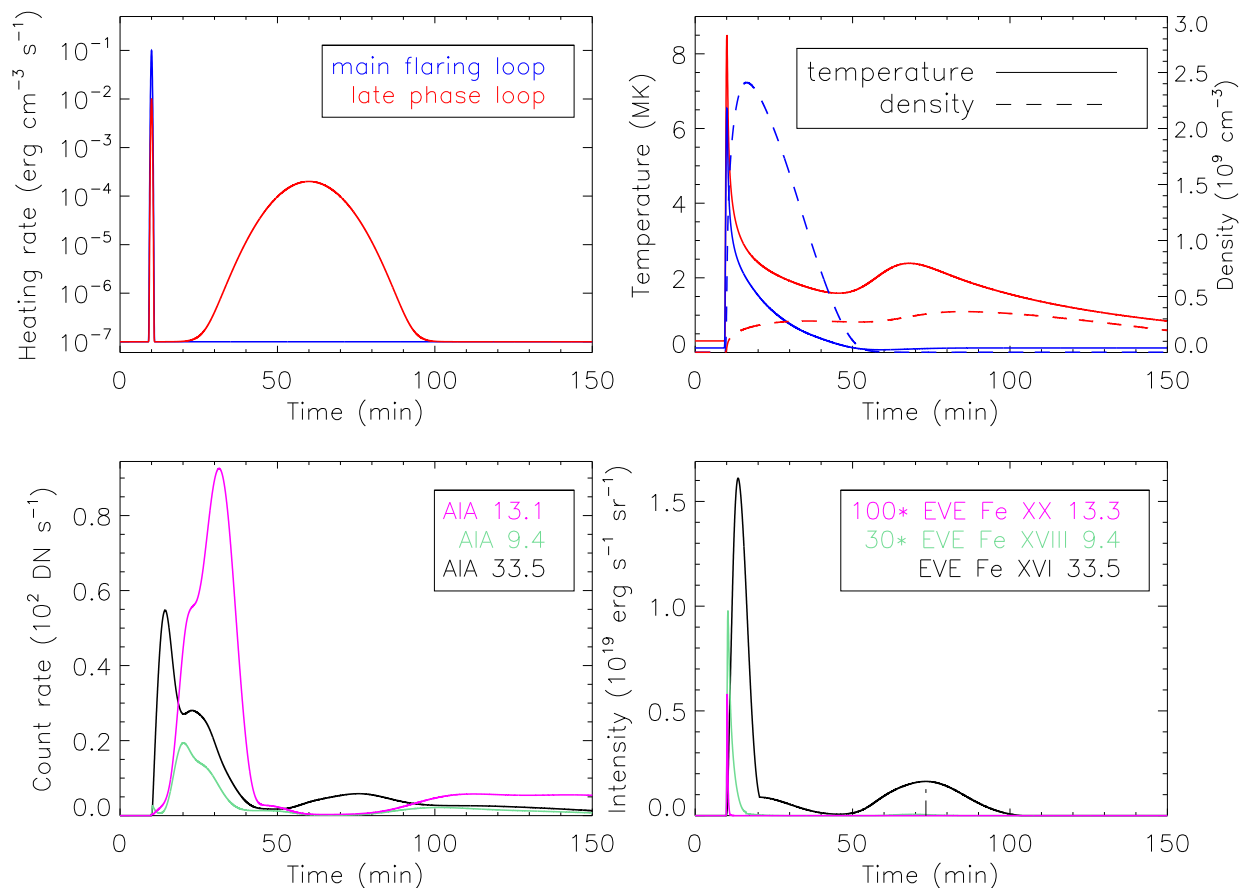 main flaring loop
late phase loop
10⁻¹
10⁻²
10⁻³
10⁻⁴
10⁻⁵
10⁻⁶
10⁻⁷
Heating rate (erg cm⁻³ s⁻¹)
0 50 100 150
Time (min)
temperature
density
8
6
4
2
0
Temperature (MK)
3.0
2.5
2.0
1.5
1.0
0.5
0.0
Density (10⁹ cm⁻³)
0 50 100 150
Time (min)
AIA 13.1
AIA 9.4
AIA 33.5
0.8
0.6
0.4
0.2
0.0
Count rate (10² DN s⁻¹)
0 50 100 150
Time (min)
100* EVE Fe XX 13.3
30* EVE Fe XVIII 9.4
EVE Fe XVI 33.5
1.5
1.0
0.5
0.0
Intensity (10¹⁹ erg s⁻¹ sr⁻¹)
0 50 100 150
Time (min)